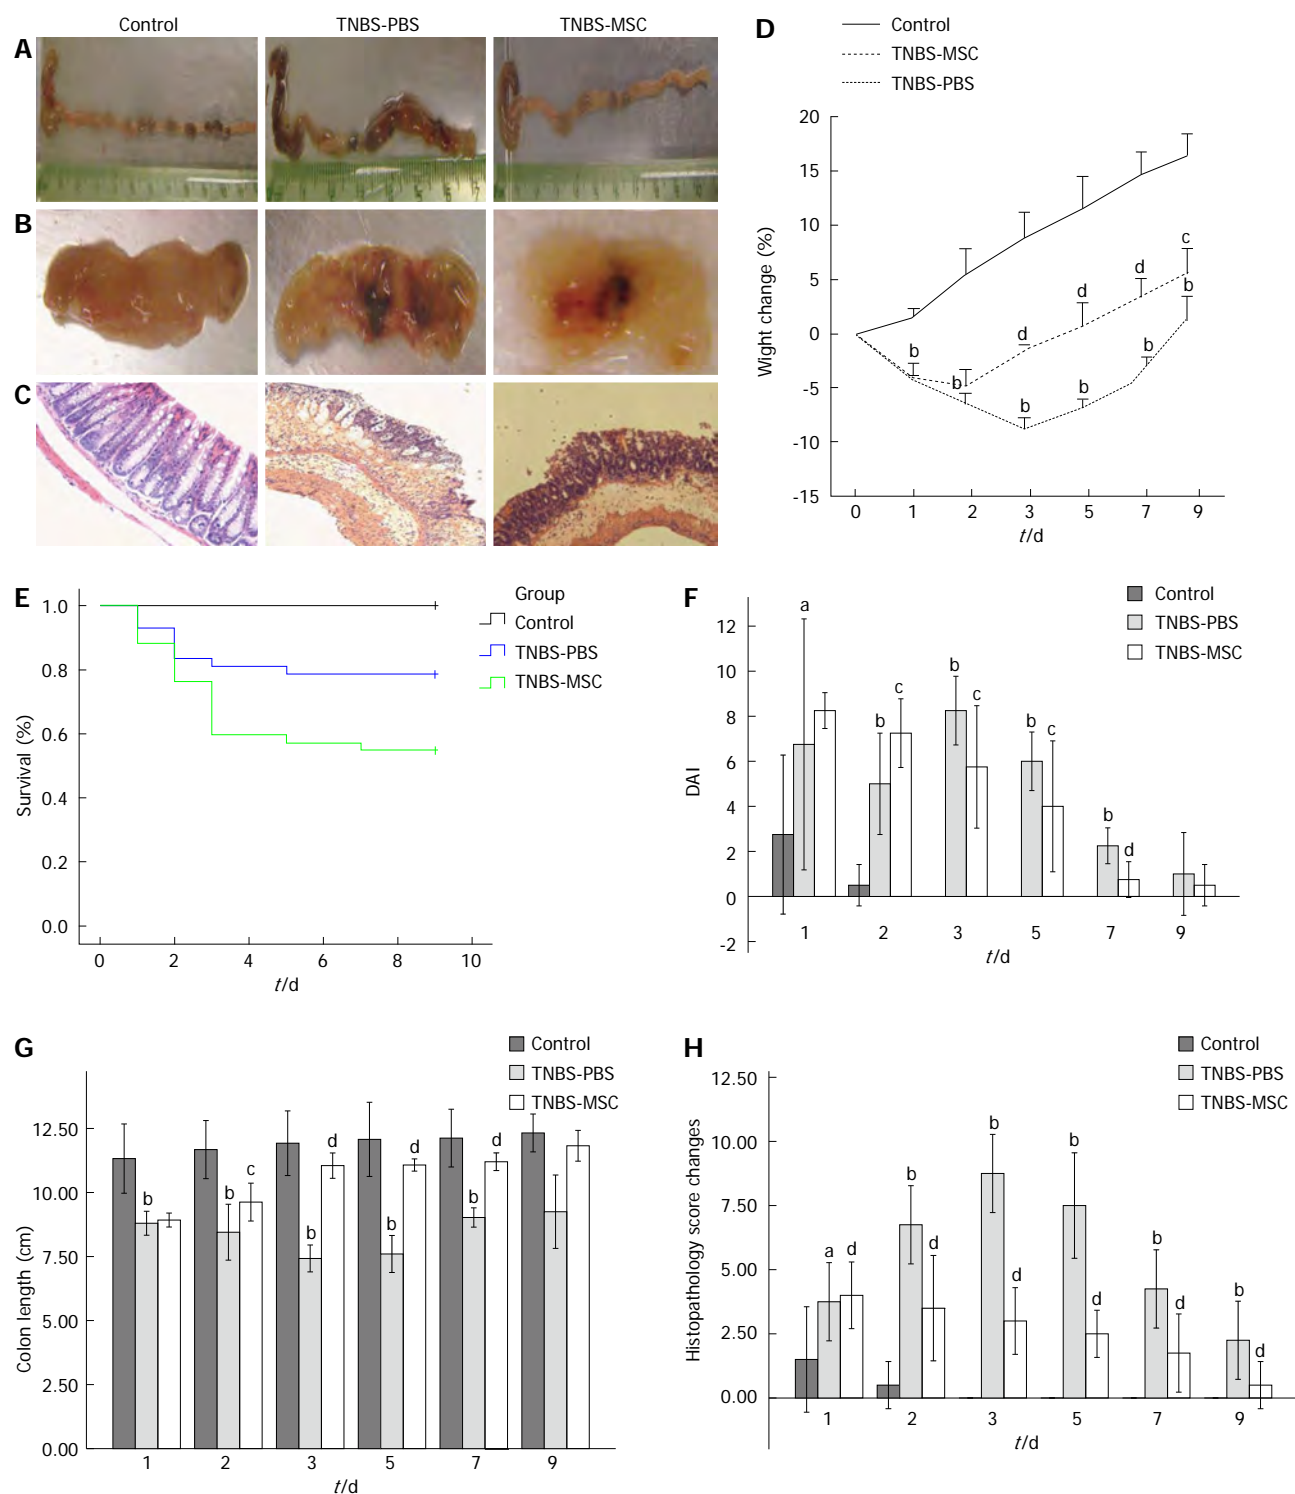 Control TNBS-PBS TNBS-MSC
A
B
C
D
Control
TNBS-MSC
TNBS-PBS
20
15
10
5
0
-5
-10
-15
Wight change (%)
b
b
d
b
d
b
d
b
c
b
0 1 2 3 5 7 9
t/d
E
Group
Control
TNBS-PBS
TNBS-MSC
1.0
0.8
0.6
0.4
0.2
0.0
Survival (%)
0 2 4 6 8 10
t/d
F
Control
TNBS-PBS
TNBS-MSC
12
10
8
6
4
2
0
-2
DAI
a b c b c b c b d
1 2 3 5 7 9
t/d
G
Control
TNBS-PBS
TNBS-MSC
12.50
10.00
7.50
5.00
2.50
0.00
Colon length (cm)
b b c b d b d b d
1 2 3 5 7 9
t/d
H
Control
TNBS-PBS
TNBS-MSC
12.50
10.00
7.50
5.00
2.50
0.00
Histopathology score changes
a d b d b d b d b d b d
1 2 3 5 7 9
t/d